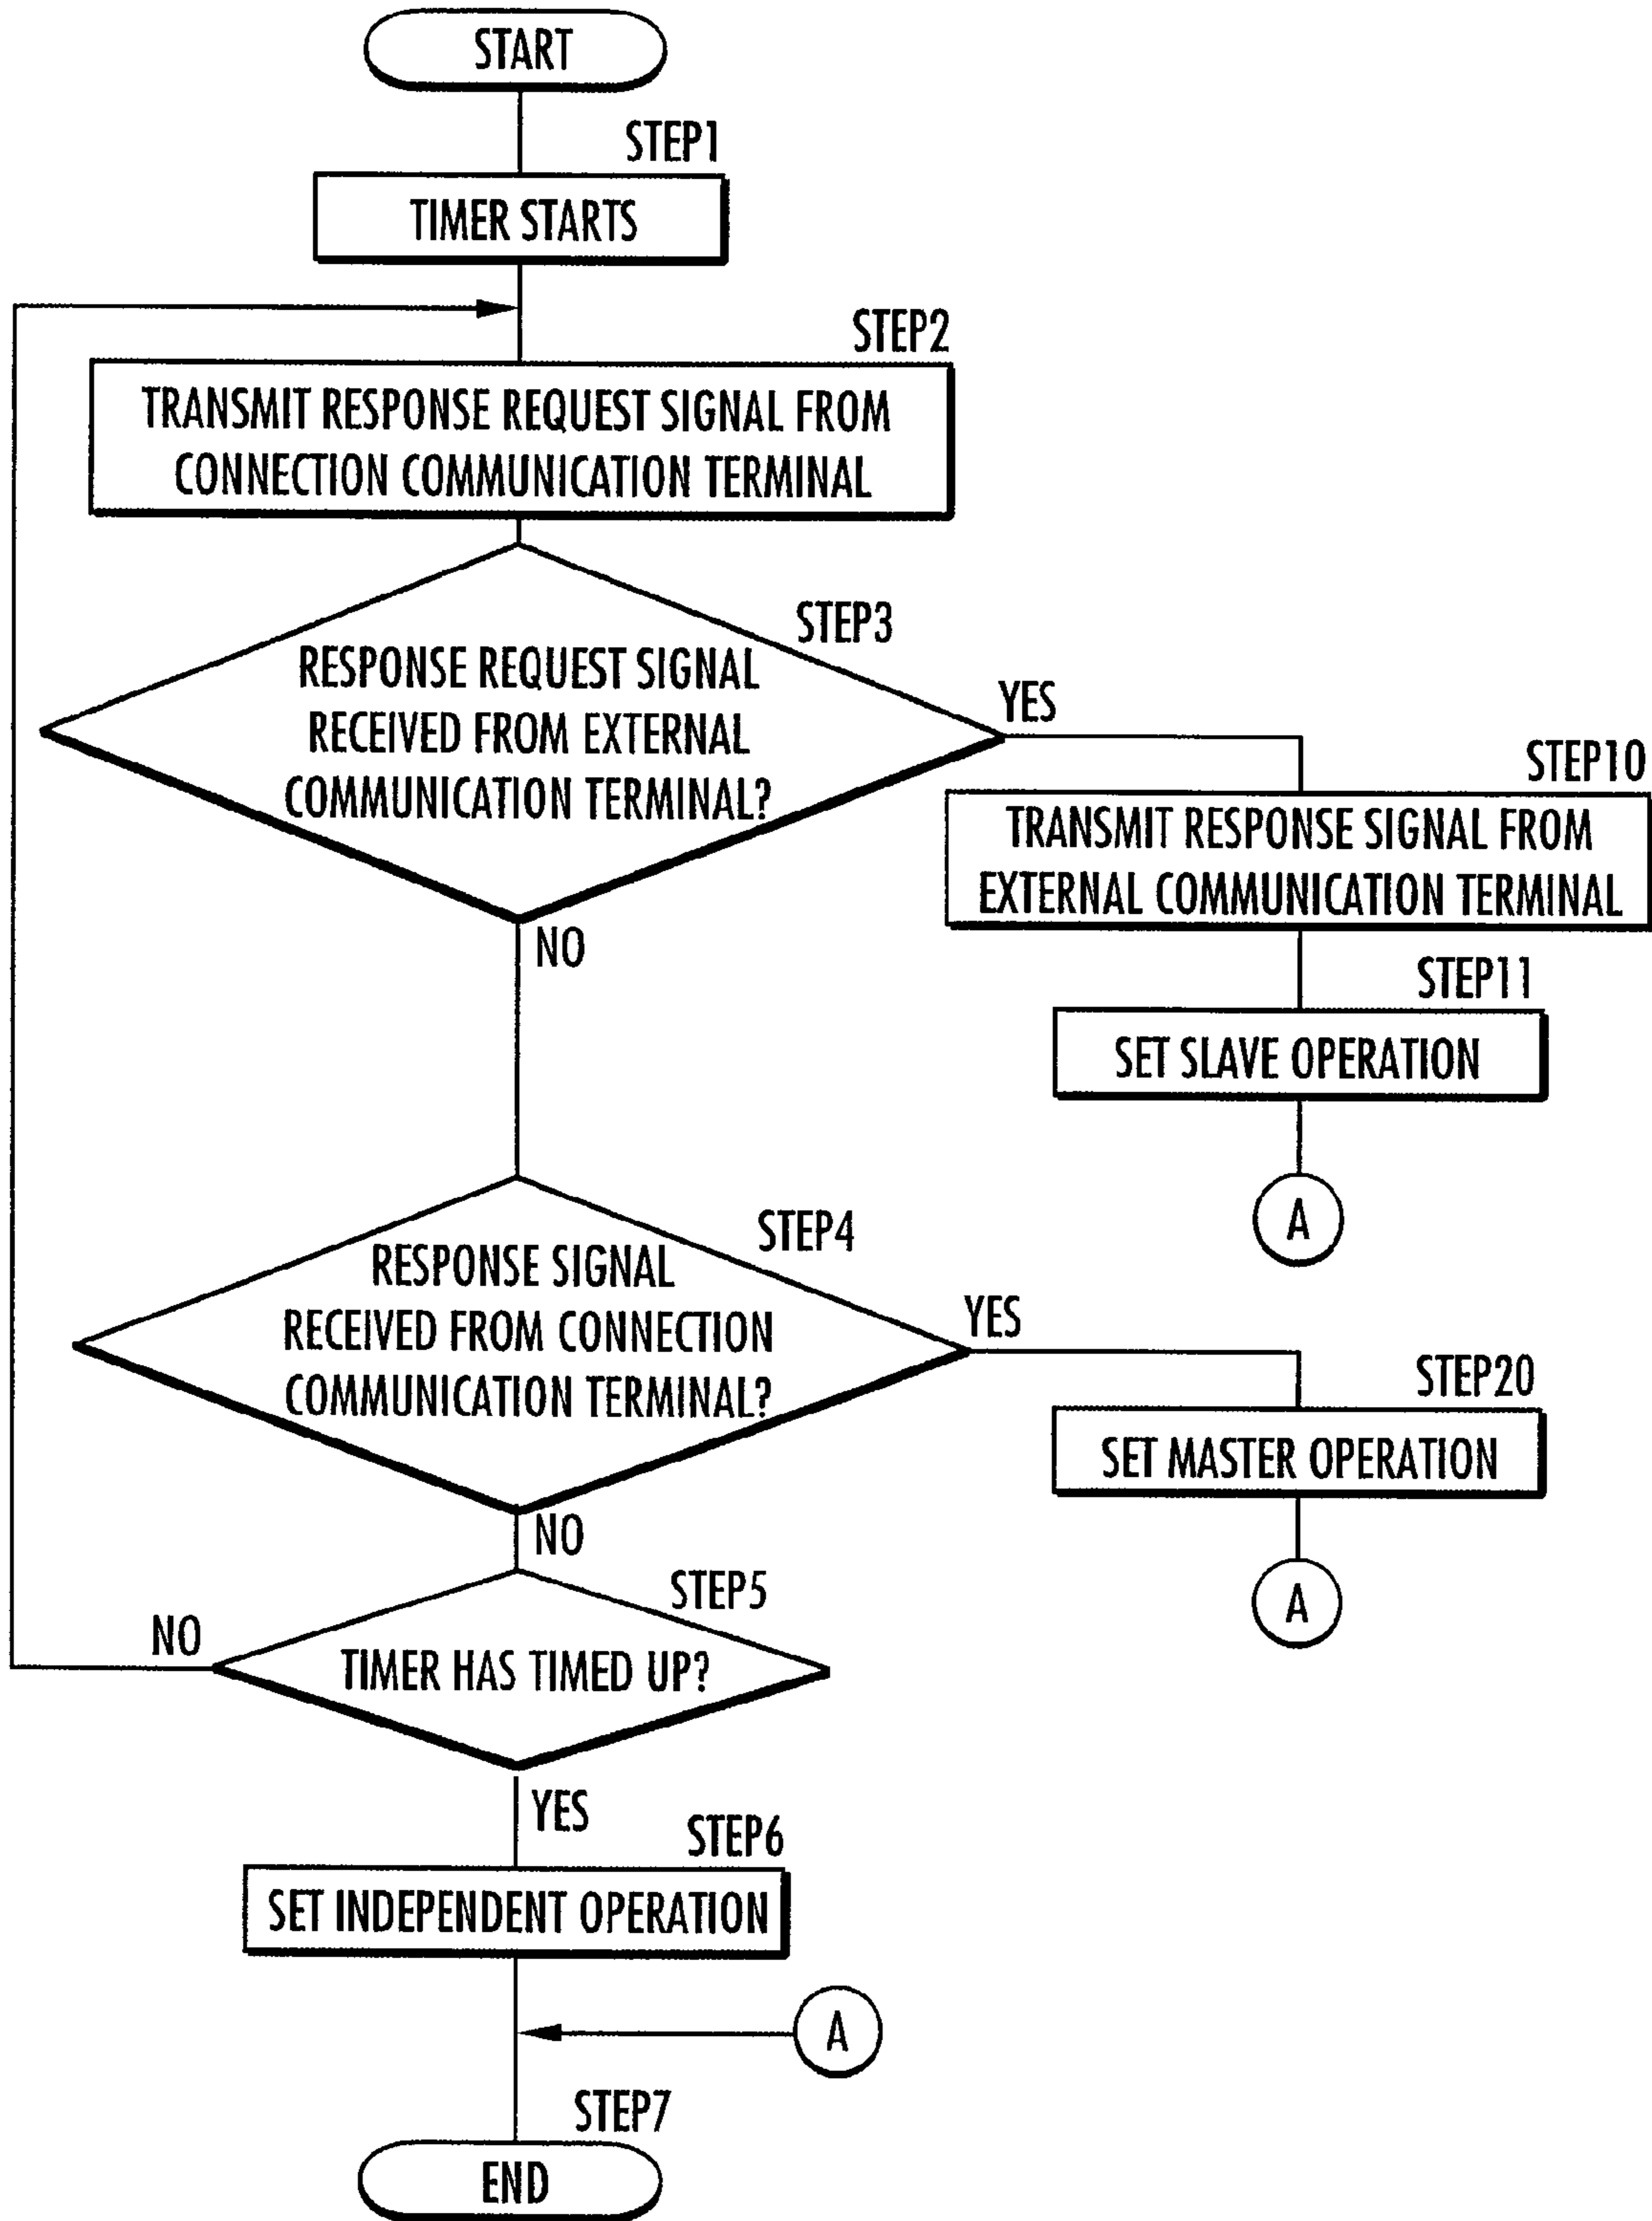 START
STEP1
TIMER STARTS
STEP2
TRANSMIT RESPONSE REQUEST SIGNAL FROM
CONNECTION COMMUNICATION TERMINAL
STEP3
RESPONSE REQUEST SIGNAL
RECEIVED FROM EXTERNAL
COMMUNICATION TERMINAL?
YES
NO
STEP10
TRANSMIT RESPONSE SIGNAL FROM
EXTERNAL COMMUNICATION TERMINAL
STEP11
SET SLAVE OPERATION
A
STEP4
RESPONSE SIGNAL
RECEIVED FROM CONNECTION
COMMUNICATION TERMINAL?
YES
NO
STEP20
SET MASTER OPERATION
A
STEP5
TIMER HAS TIMED UP?
NO
YES
STEP6
SET INDEPENDENT OPERATION
A
STEP7
END